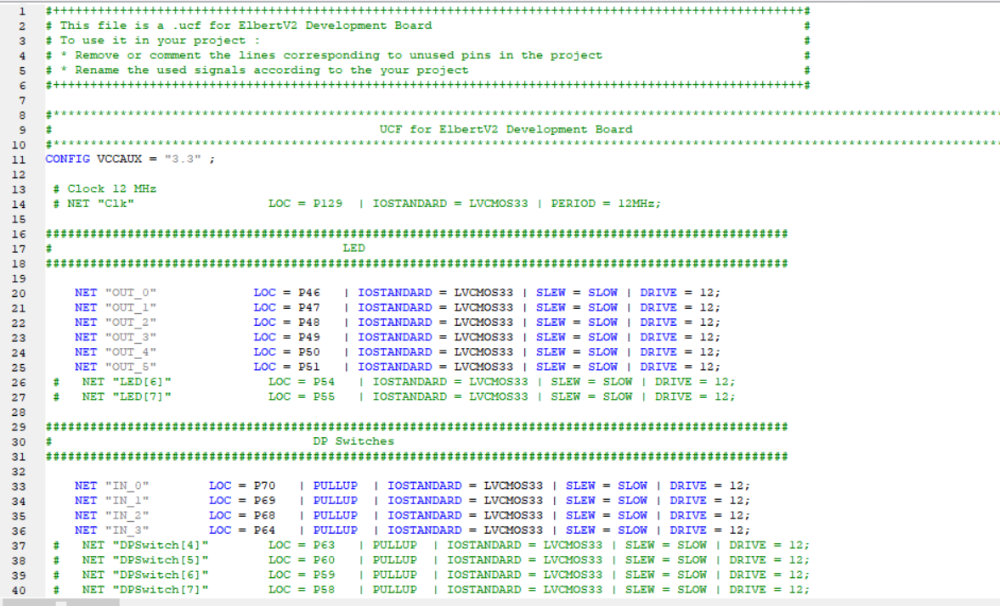 1 #++++++++++++++++++++++++++++++++++++++++++++++++++++++++++++++++++++++++++++++++++++++++++++++++++++#
2 # This file is a .ucf for ElbertV2 Development Board #
3 # To use it in your project : #
4 # * Remove or comment the lines corresponding to unused pins in the project #
5 # * Rename the used signals according to the your project #
6 #++++++++++++++++++++++++++++++++++++++++++++++++++++++++++++++++++++++++++++++++++++++++++++++++++++#
7
8 #*******************************************************************************************************************************
9 # UCF for ElbertV2 Development Board
10 #*******************************************************************************************************************************
11 CONFIG VCCAUX = "3.3" ;
12
13 # Clock 12 MHz
14 # NET "Clk" LOC = P129 | IOSTANDARD = LVCMOS33 | PERIOD = 12MHz;
15
16 ####################################################################################################
17 # LED
18 ####################################################################################################
19
20 NET "OUT_0" LOC = P46 | IOSTANDARD = LVCMOS33 | SLEW = SLOW | DRIVE = 12;
21 NET "OUT_1" LOC = P47 | IOSTANDARD = LVCMOS33 | SLEW = SLOW | DRIVE = 12;
22 NET "OUT_2" LOC = P48 | IOSTANDARD = LVCMOS33 | SLEW = SLOW | DRIVE = 12;
23 NET "OUT_3" LOC = P49 | IOSTANDARD = LVCMOS33 | SLEW = SLOW | DRIVE = 12;
24 NET "OUT_4" LOC = P50 | IOSTANDARD = LVCMOS33 | SLEW = SLOW | DRIVE = 12;
25 NET "OUT_5" LOC = P51 | IOSTANDARD = LVCMOS33 | SLEW = SLOW | DRIVE = 12;
26 # NET "LED[6]" LOC = P54 | IOSTANDARD = LVCMOS33 | SLEW = SLOW | DRIVE = 12;
27 # NET "LED[7]" LOC = P55 | IOSTANDARD = LVCMOS33 | SLEW = SLOW | DRIVE = 12;
28
29 ####################################################################################################
30 # DP Switches
31 ####################################################################################################
32
33 NET "IN_0" LOC = P70 | PULLUP | IOSTANDARD = LVCMOS33 | SLEW = SLOW | DRIVE = 12;
34 NET "IN_1" LOC = P69 | PULLUP | IOSTANDARD = LVCMOS33 | SLEW = SLOW | DRIVE = 12;
35 NET "IN_2" LOC = P68 | PULLUP | IOSTANDARD = LVCMOS33 | SLEW = SLOW | DRIVE = 12;
36 NET "IN_3" LOC = P64 | PULLUP | IOSTANDARD = LVCMOS33 | SLEW = SLOW | DRIVE = 12;
37 # NET "DPSwitch[4]" LOC = P63 | PULLUP | IOSTANDARD = LVCMOS33 | SLEW = SLOW | DRIVE = 12;
38 # NET "DPSwitch[5]" LOC = P60 | PULLUP | IOSTANDARD = LVCMOS33 | SLEW = SLOW | DRIVE = 12;
39 # NET "DPSwitch[6]" LOC = P59 | PULLUP | IOSTANDARD = LVCMOS33 | SLEW = SLOW | DRIVE = 12;
40 # NET "DPSwitch[7]" LOC = P58 | PULLUP | IOSTANDARD = LVCMOS33 | SLEW = SLOW | DRIVE = 12;